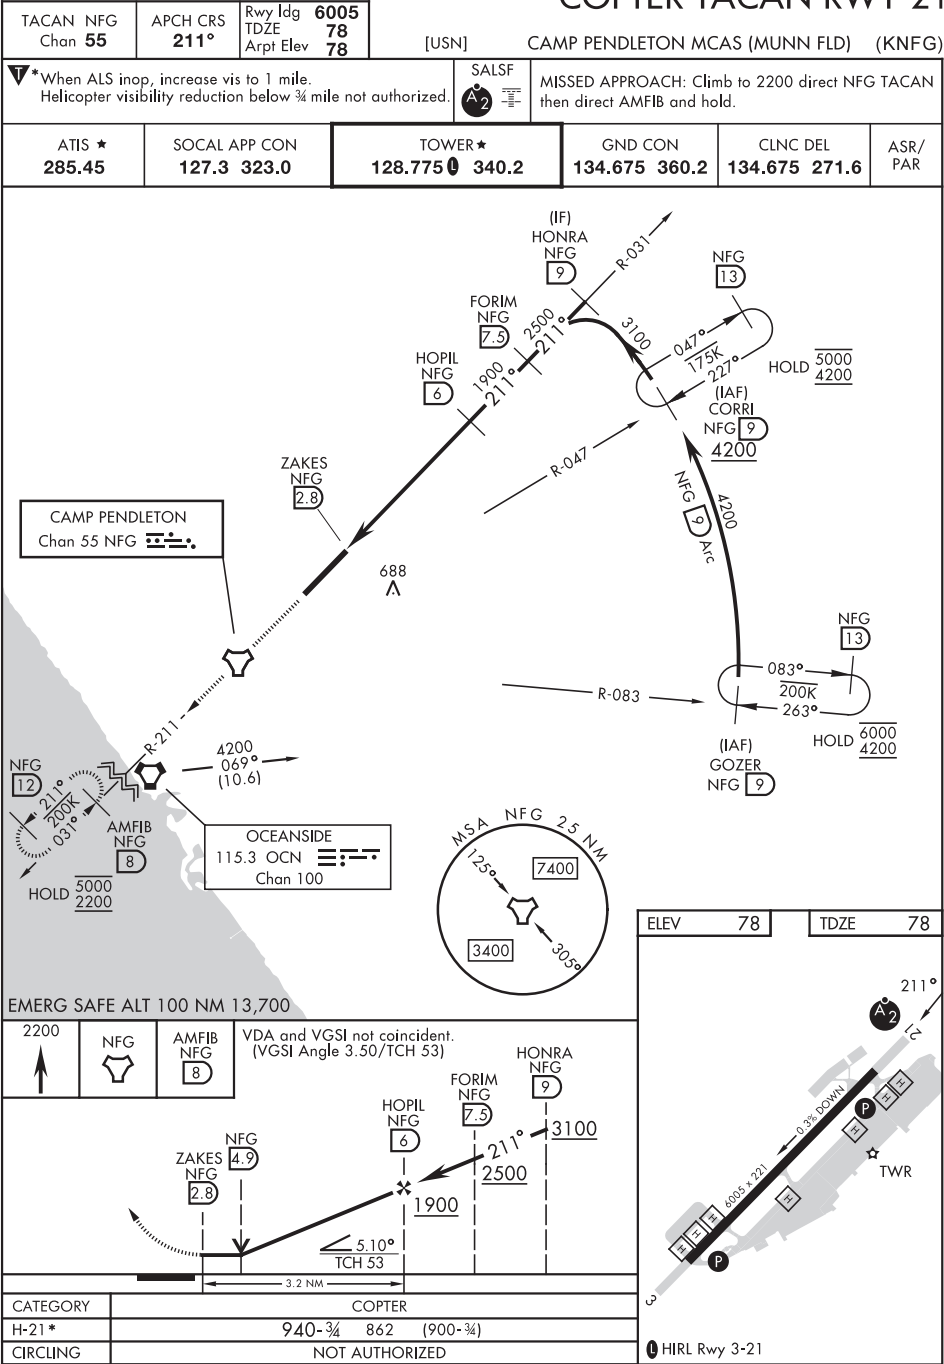 COPTER TACAN RWY 21
TACAN NFG
Chan 55
APCH CRS
211°
Rwy ldg 6005
TDZE 78
Arpt Elev 78
[USN]
CAMP PENDLETON MCAS (MUNN FLD) (KNFG)
T
*When ALS inop, increase vis to 1 mile.
Helicopter visibility reduction below ¾ mile not authorized.
SALSF
A2
MISSED APPROACH: Climb to 2200 direct NFG TACAN
then direct AMFIB and hold.
ATIS ★
285.45
SOCAL APP CON
127.3 323.0
TOWER★
128.775 L 340.2
GND CON
134.675 360.2
CLNC DEL
134.675 271.6
ASR/
PAR
(IF)
HONRA
NFG
9
R-031
NFG
13
FORIM
NFG
7.5
2500
211°
3100
047°
175K
227°
HOLD 5000
4200
HOPIL
NFG
6
1900
211°
(IAF)
CORRI
NFG 9
4200
R-047
ZAKES
NFG
2.8
NFG 9 Arc
4200
CAMP PENDLETON
Chan 55 NFG
688
NFG
13
083°
200K
263°
R-083
HOLD 6000
4200
(IAF)
GOZER
NFG 9
R-211
4200
069°
(10.6)
NFG
12
211°
200K
031°
AMFIB
NFG
8
HOLD 5000
2200
OCEANSIDE
115.3 OCN
Chan 100
MSA NFG 25 NM
125°
7400
3400
305°
EMERG SAFE ALT 100 NM 13,700
ELEV 78
TDZE 78
211°
A2
21
0.3% DOWN
P
H
H
H
TWR
6005 x 221
H
H
H
H
P
3
L HIRL Rwy 3-21
2200
NFG
AMFIB
NFG
8
VDA and VGSI not coincident.
(VGSI Angle 3.50/TCH 53)
HONRA
NFG
9
FORIM
NFG
7.5
HOPIL
NFG
6
NFG
4.9
ZAKES
NFG
2.8
211°
3100
2500
1900
5.10°
TCH 53
3.2 NM
CATEGORY
COPTER
H-21*
940-¾ 862 (900-¾)
CIRCLING
NOT AUTHORIZED